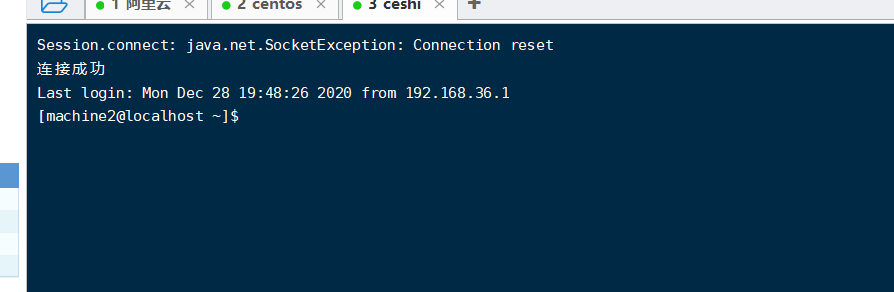 1 阿里云 ×
2 centos ×
3 ceshi × +
Session.connect: java.net.SocketException: Connection reset
连接成功
Last login: Mon Dec 28 19:48:26 2020 from 192.168.36.1
[machine2@localhost ~]$